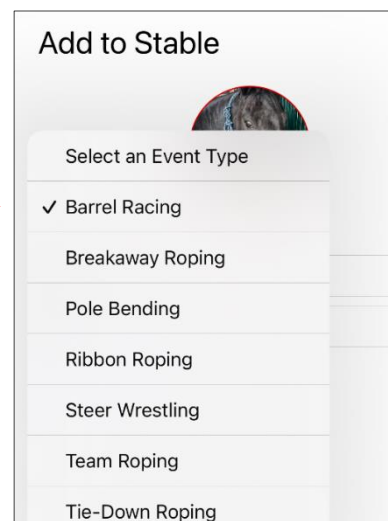 Add to Stable
Select an Event Type
✓ Barrel Racing
Breakaway Roping
Pole Bending
Ribbon Roping
Steer Wrestling
Team Roping
Tie-Down Roping